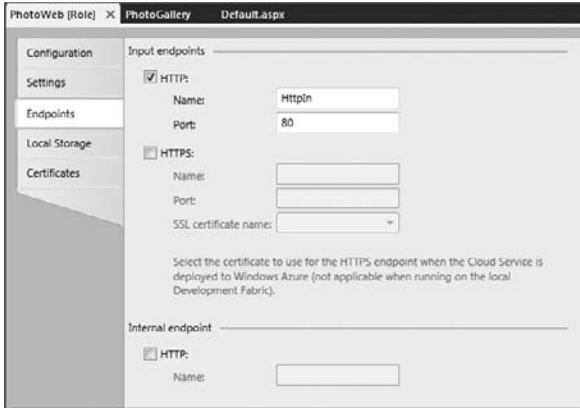 PhotoWeb [Role] X PhotoGallery Default.aspx
Configuration
Settings
Endpoints
Local Storage
Certificates
Input endpoints
HTTP:
Name: HttpIn
Port: 80
HTTPS:
Name:
Port:
SSL certificate name:
Select the certificate to use for the HTTPS endpoint when the Cloud Service is
deployed to Windows Azure (not applicable when running on the local
Development Fabric).
Internal endpoint
HTTP:
Name: